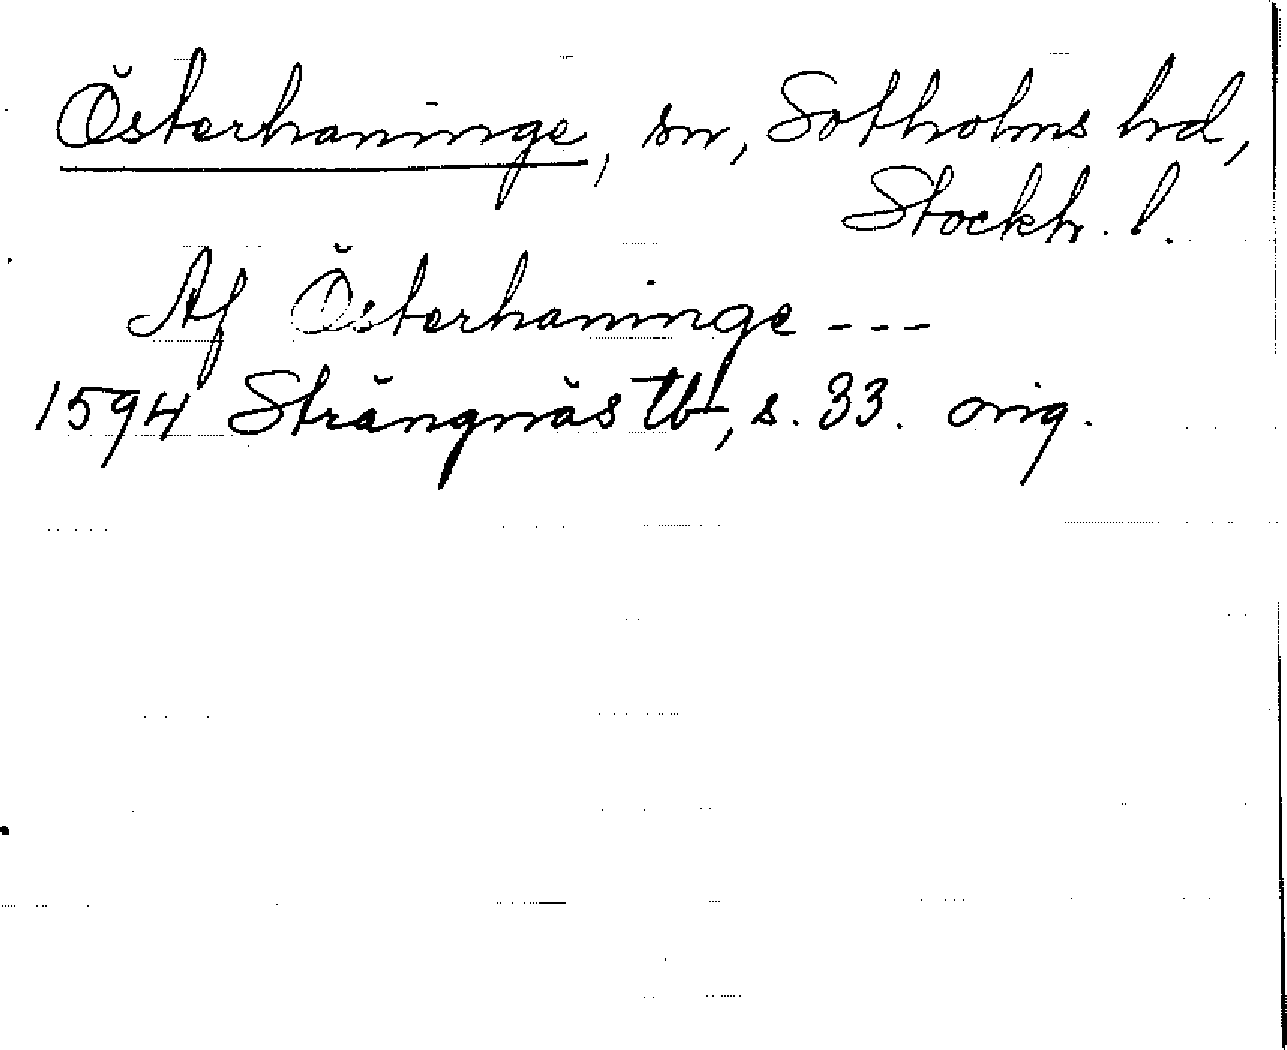 Österhaninge, sn, Sotholms hd,
Stockh. l.
Af Österhaninge ---
1594 Strängnäs tb, s. 33. orig.